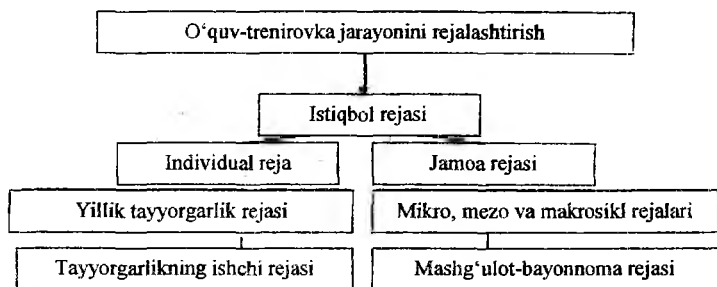 O‘quv-trenirovka jarayonini rejalashtirish
Istiqbol rejasi
Individual reja
Jamoa rejasi
Yillik tayyorgarlik rejasi
Mikro, mezo va makrosikl rejalari
Tayyorgarlikning ishchi rejasi
Mashg‘ulot-bayonnoma rejasi